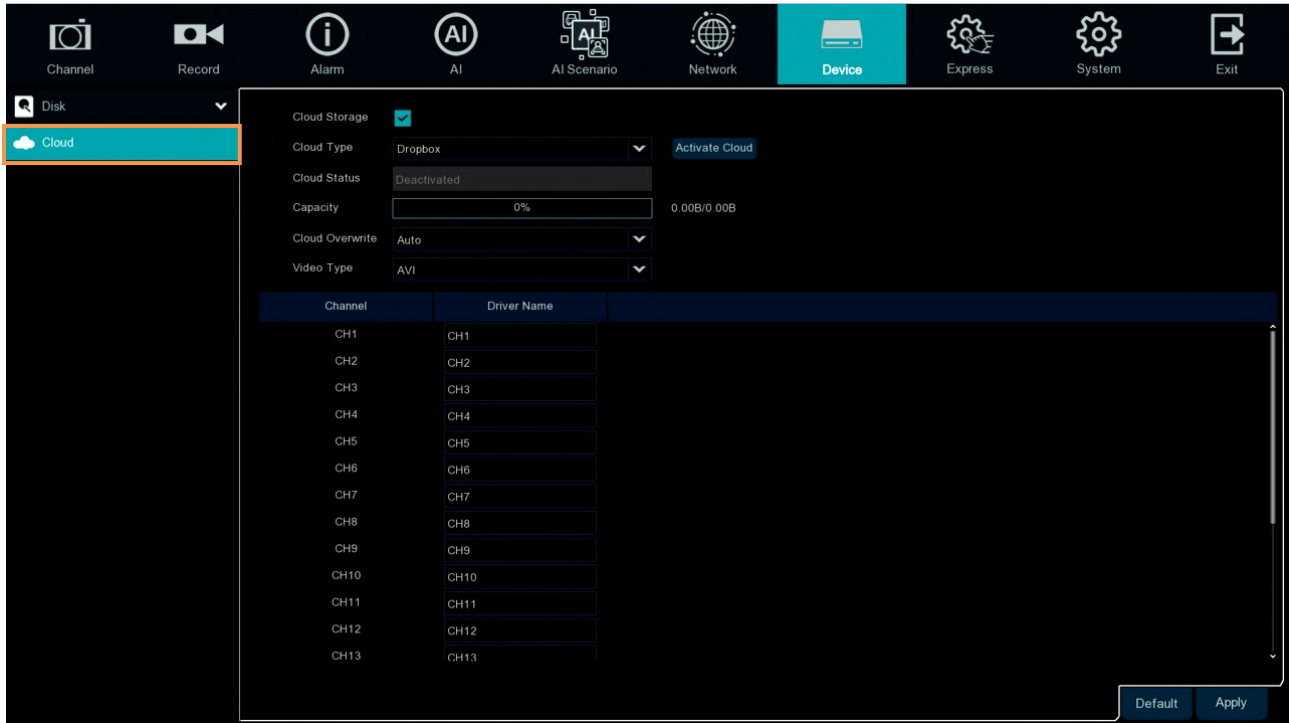 Channel Record Alarm AI AI Scenario Network Device Express System Exit
Disk
Cloud
Cloud Storage
Cloud Type Dropbox Activate Cloud
Cloud Status Deactivated
Capacity 0% 0.00B/0.00B
Cloud Overwrite Auto
Video Type AVI
Channel Driver Name
CH1 CH1
CH2 CH2
CH3 CH3
CH4 CH4
CH5 CH5
CH6 CH6
CH7 CH7
CH8 CH8
CH9 CH9
CH10 CH10
CH11 CH11
CH12 CH12
CH13 CH13
Default Apply